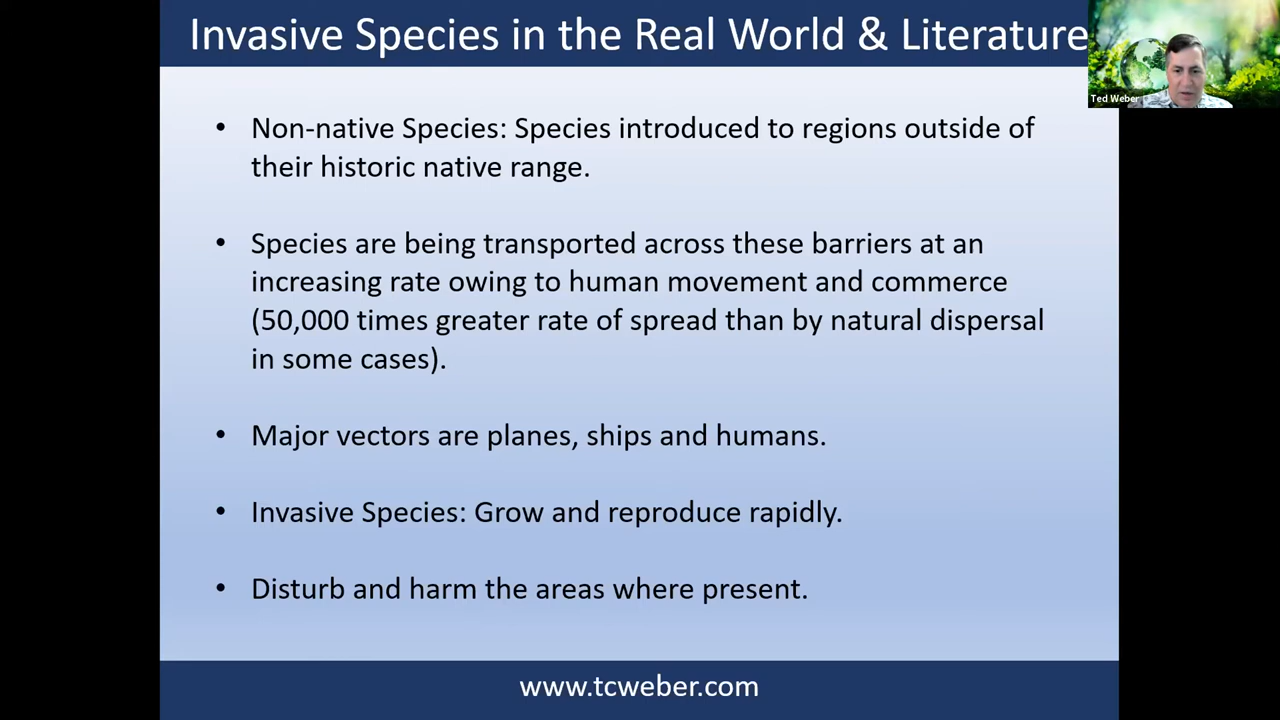 Invasive Species in the Real World & Literature
Ted Weber
• Non-native Species: Species introduced to regions outside of
their historic native range.
• Species are being transported across these barriers at an
increasing rate owing to human movement and commerce
(50,000 times greater rate of spread than by natural dispersal
in some cases).
• Major vectors are planes, ships and humans.
• Invasive Species: Grow and reproduce rapidly.
• Disturb and harm the areas where present.
www.tcweber.com